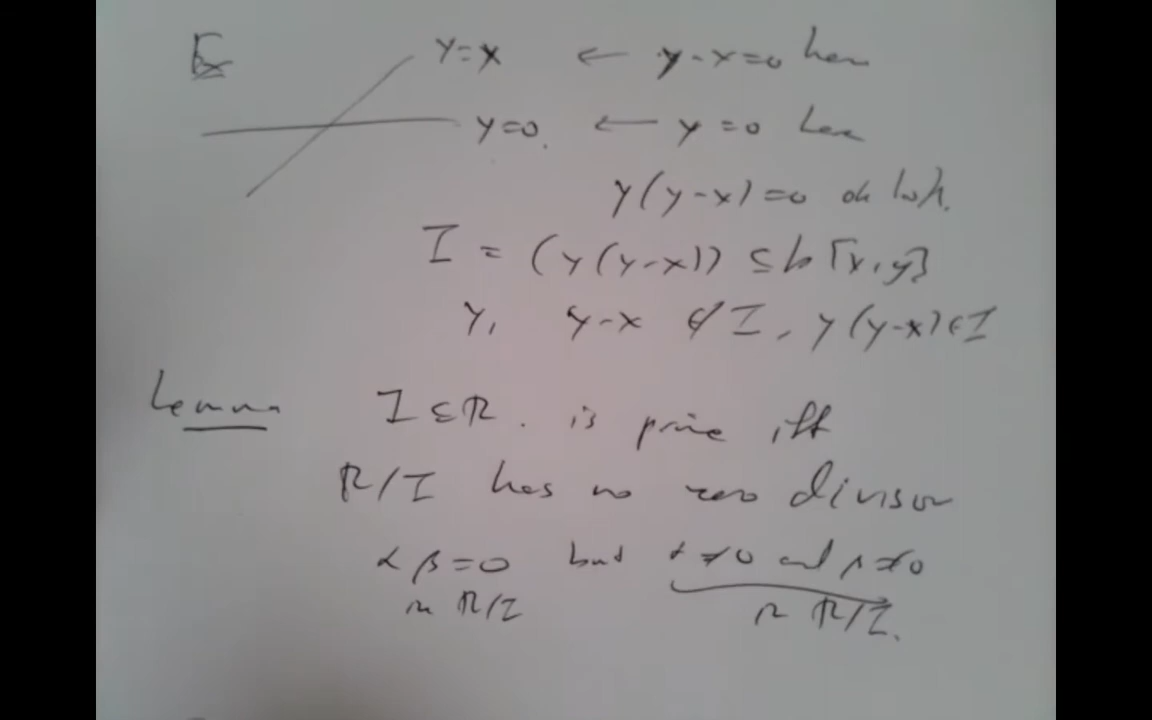 Ex
y=x ← y-x=0 here
y=0. ← y=0 here
y(y-x)=0 on both.
I = (y(y-x)) ⊆ k[x,y]
y, y-x ∉ I, y(y-x)∈I
Lemma I ⊆ R. is prime iff
R/I has no zero divisor
αβ=0 but α≠0 and β≠0
in R/I in R/I.